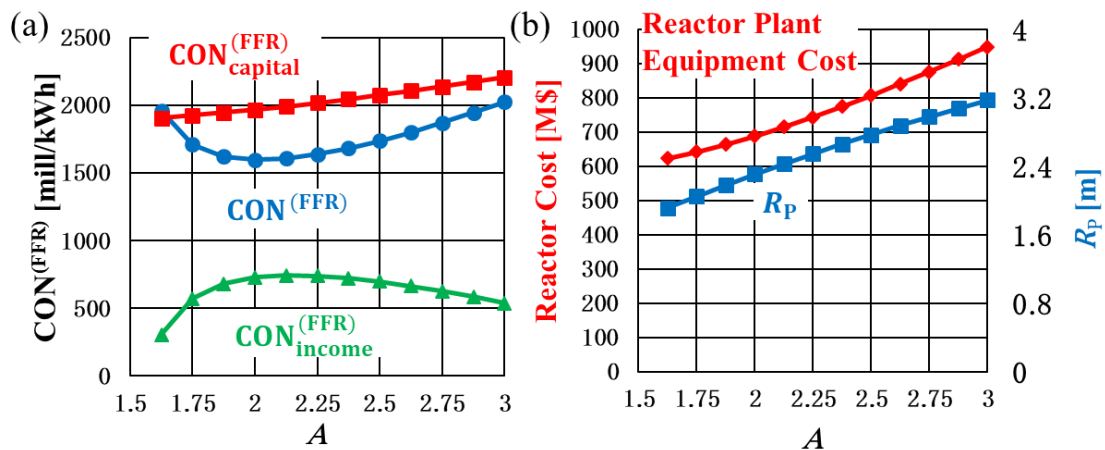 (a)
CON(FFR) [mill/kWh]
2500
2000
1500
1000
500
0
CON(FFR)capital
CON(FFR)
CON(FFR)income
1.5 1.75 2 2.25 2.5 2.75 3
A
(b)
Reactor Cost [M$]
1000
900
800
700
600
500
400
300
200
100
0
Reactor Plant
Equipment Cost
RP
4
3.2
2.4
1.6
0.8
0
RP [m]
1.5 1.75 2 2.25 2.5 2.75 3
A